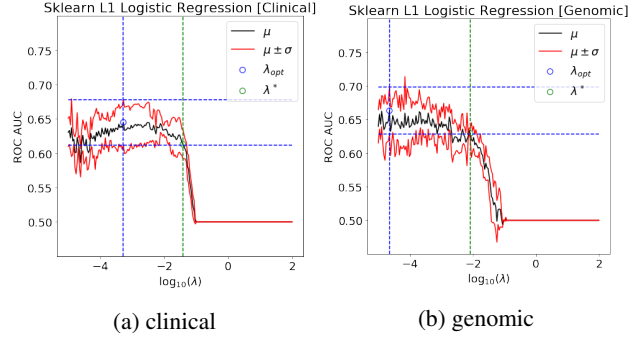 Sklearn L1 Logistic Regression [Clinical]
ROC AUC
0.75
0.70
0.65
0.60
0.55
0.50
μ
μ ± σ
λopt
λ*
−4 −2 0 2
log10(λ)
(a) clinical
Sklearn L1 Logistic Regression [Genomic]
ROC AUC
0.75
0.70
0.65
0.60
0.55
0.50
μ
μ ± σ
λopt
λ*
−4 −2 0 2
log10(λ)
(b) genomic